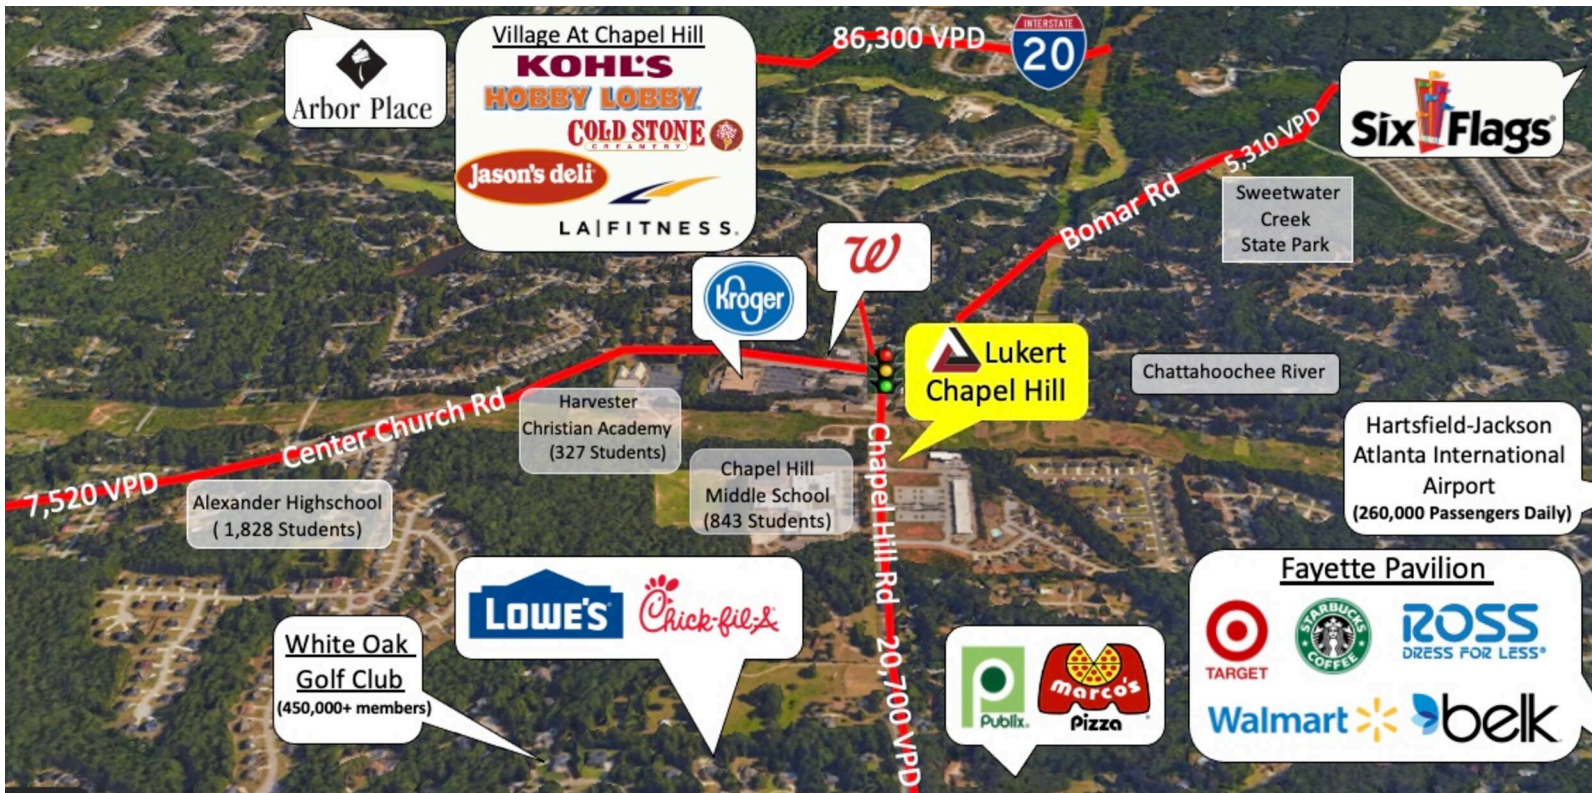 Arbor Place
Village At Chapel Hill
KOHL'S
HOBBY LOBBY
COLD STONE
CREAMERY
Jason's deli
LA|FITNESS.
86,300 VPD
INTERSTATE
20
Six Flags
5,310 VPD
Bomar Rd
Sweetwater
Creek
State Park
W
Kroger
Lukert
Chapel Hill
Chattahoochee River
Harvester
Christian Academy
(327 Students)
Center Church Rd
7,520 VPD
Alexander Highschool
( 1,828 Students)
Chapel Hill
Middle School
(843 Students)
Chapel Hill Rd 20,700 VPD
Hartsfield-Jackson
Atlanta International
Airport
(260,000 Passengers Daily)
LOWE'S
Chick-fil-A
White Oak
Golf Club
(450,000+ members)
Publix.
marco's
Pizza
Fayette Pavilion
TARGET
STARBUCKS
COFFEE
ROSS
DRESS FOR LESS®
Walmart
belk